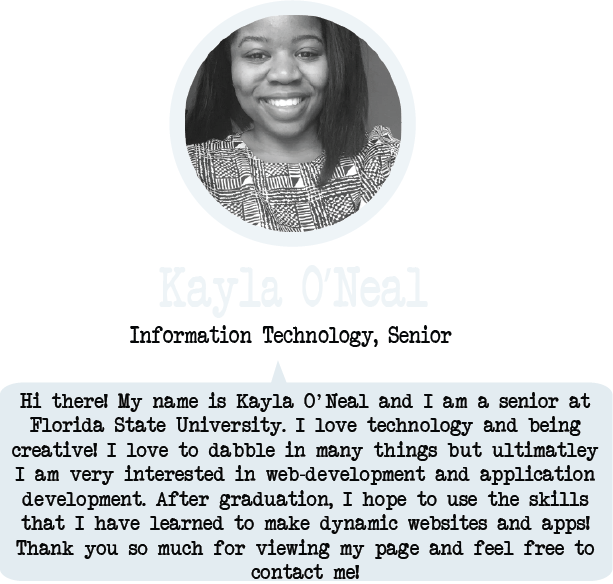 Kayla O'Neal
Information Technology, Senior
Hi there! My name is Kayla O'Neal and I am a senior at
Florida State University. I love technology and being
creative! I love to dabble in many things but ultimatley
I am very interested in web-development and application
development. After graduation, I hope to use the skills
that I have learned to make dynamic websites and apps!
Thank you so much for viewing my page and feel free to
contact me!